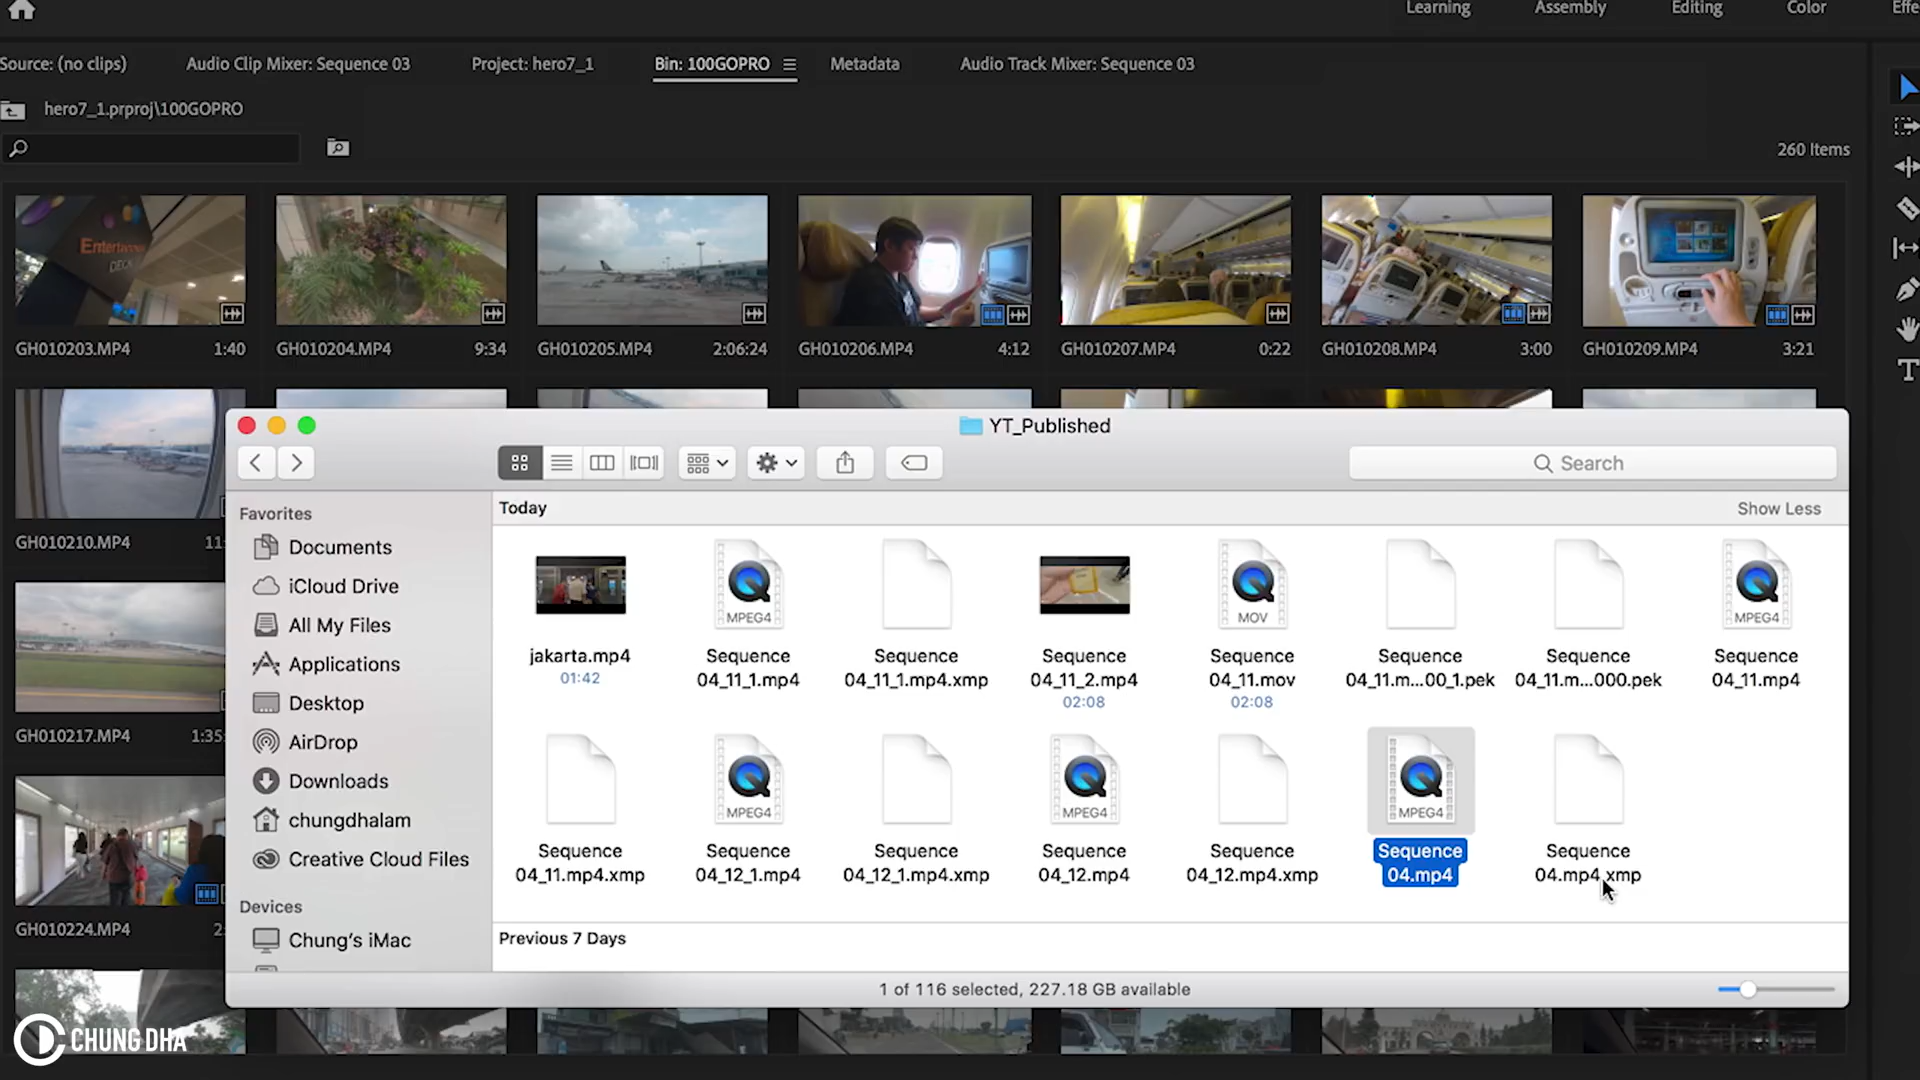 Learning Assembly Editing Color Effe
Source: (no clips) Audio Clip Mixer: Sequence 03 Project: hero7_1 Bin: 100GOPRO Metadata Audio Track Mixer: Sequence 03
hero7_1.prproj\100GOPRO
260 Items
Entertainment
DECK
GH010203.MP4 1:40 GH010204.MP4 9:34 GH010205.MP4 2:06:24 GH010206.MP4 4:12 GH010207.MP4 0:22 GH010208.MP4 3:00 GH010209.MP4 3:21
GH010210.MP4 11:
GH010217.MP4 1:35:
GH010224.MP4 2:
YT_Published
Search
Favorites
Documents
iCloud Drive
All My Files
Applications
Desktop
AirDrop
Downloads
chungdhalam
Creative Cloud Files
Devices
Chung's iMac
Today Show Less
MPEG4 MOV MPEG4
jakarta.mp4 Sequence Sequence Sequence Sequence Sequence Sequence Sequence
01:42 04_11_1.mp4 04_11_1.mp4.xmp 04_11_2.mp4 04_11.mov 04_11.m...00_1.pek 04_11.m...000.pek 04_11.mp4
02:08 02:08
MPEG4 MPEG4 MPEG4
Sequence Sequence Sequence Sequence Sequence Sequence Sequence
04_11.mp4.xmp 04_12_1.mp4 04_12_1.mp4.xmp 04_12.mp4 04_12.mp4.xmp 04.mp4 04.mp4.xmp
Previous 7 Days
1 of 116 selected, 227.18 GB available
CHUNG DHA